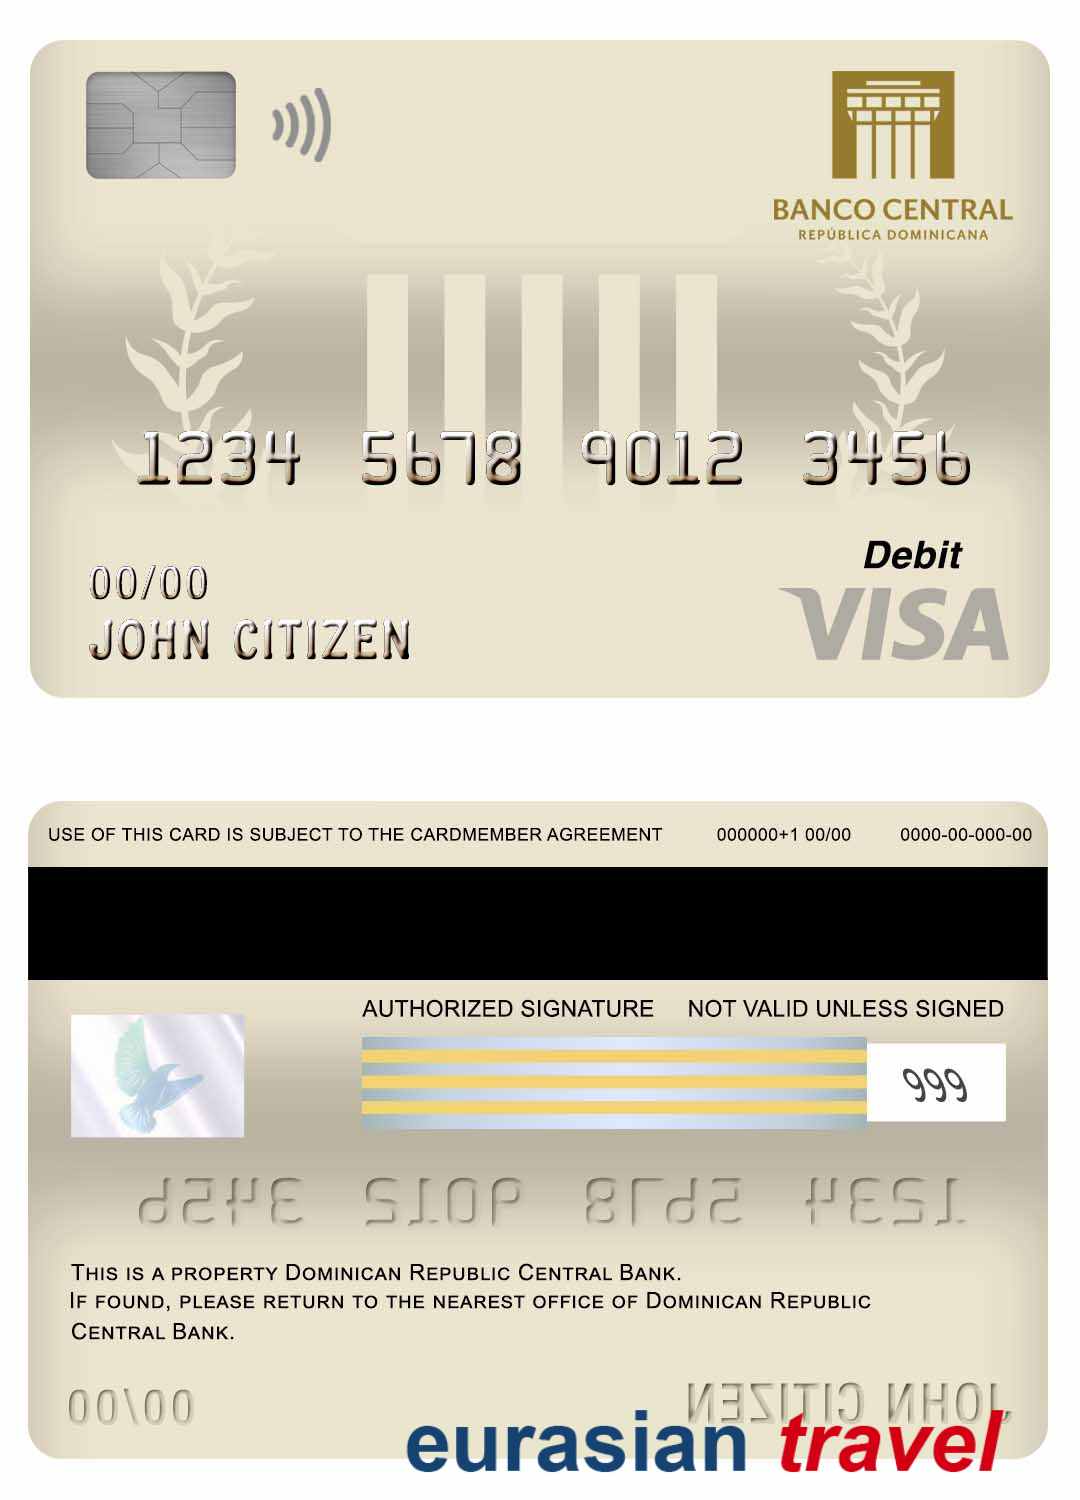 BANCO CENTRAL
REPÚBLICA DOMINICANA
1234 5678 9012 3456
Debit
00/00
VISA
JOHN CITIZEN
USE OF THIS CARD IS SUBJECT TO THE CARDMEMBER AGREEMENT 000000+1 00/00 0000-00-000-00
AUTHORIZED SIGNATURE NOT VALID UNLESS SIGNED
999
1234 5678 9012 3456
THIS IS A PROPERTY DOMINICAN REPUBLIC CENTRAL BANK.
IF FOUND, PLEASE RETURN TO THE NEAREST OFFICE OF DOMINICAN REPUBLIC
CENTRAL BANK.
00/00 JOHN CITIZEN
eurasian travel